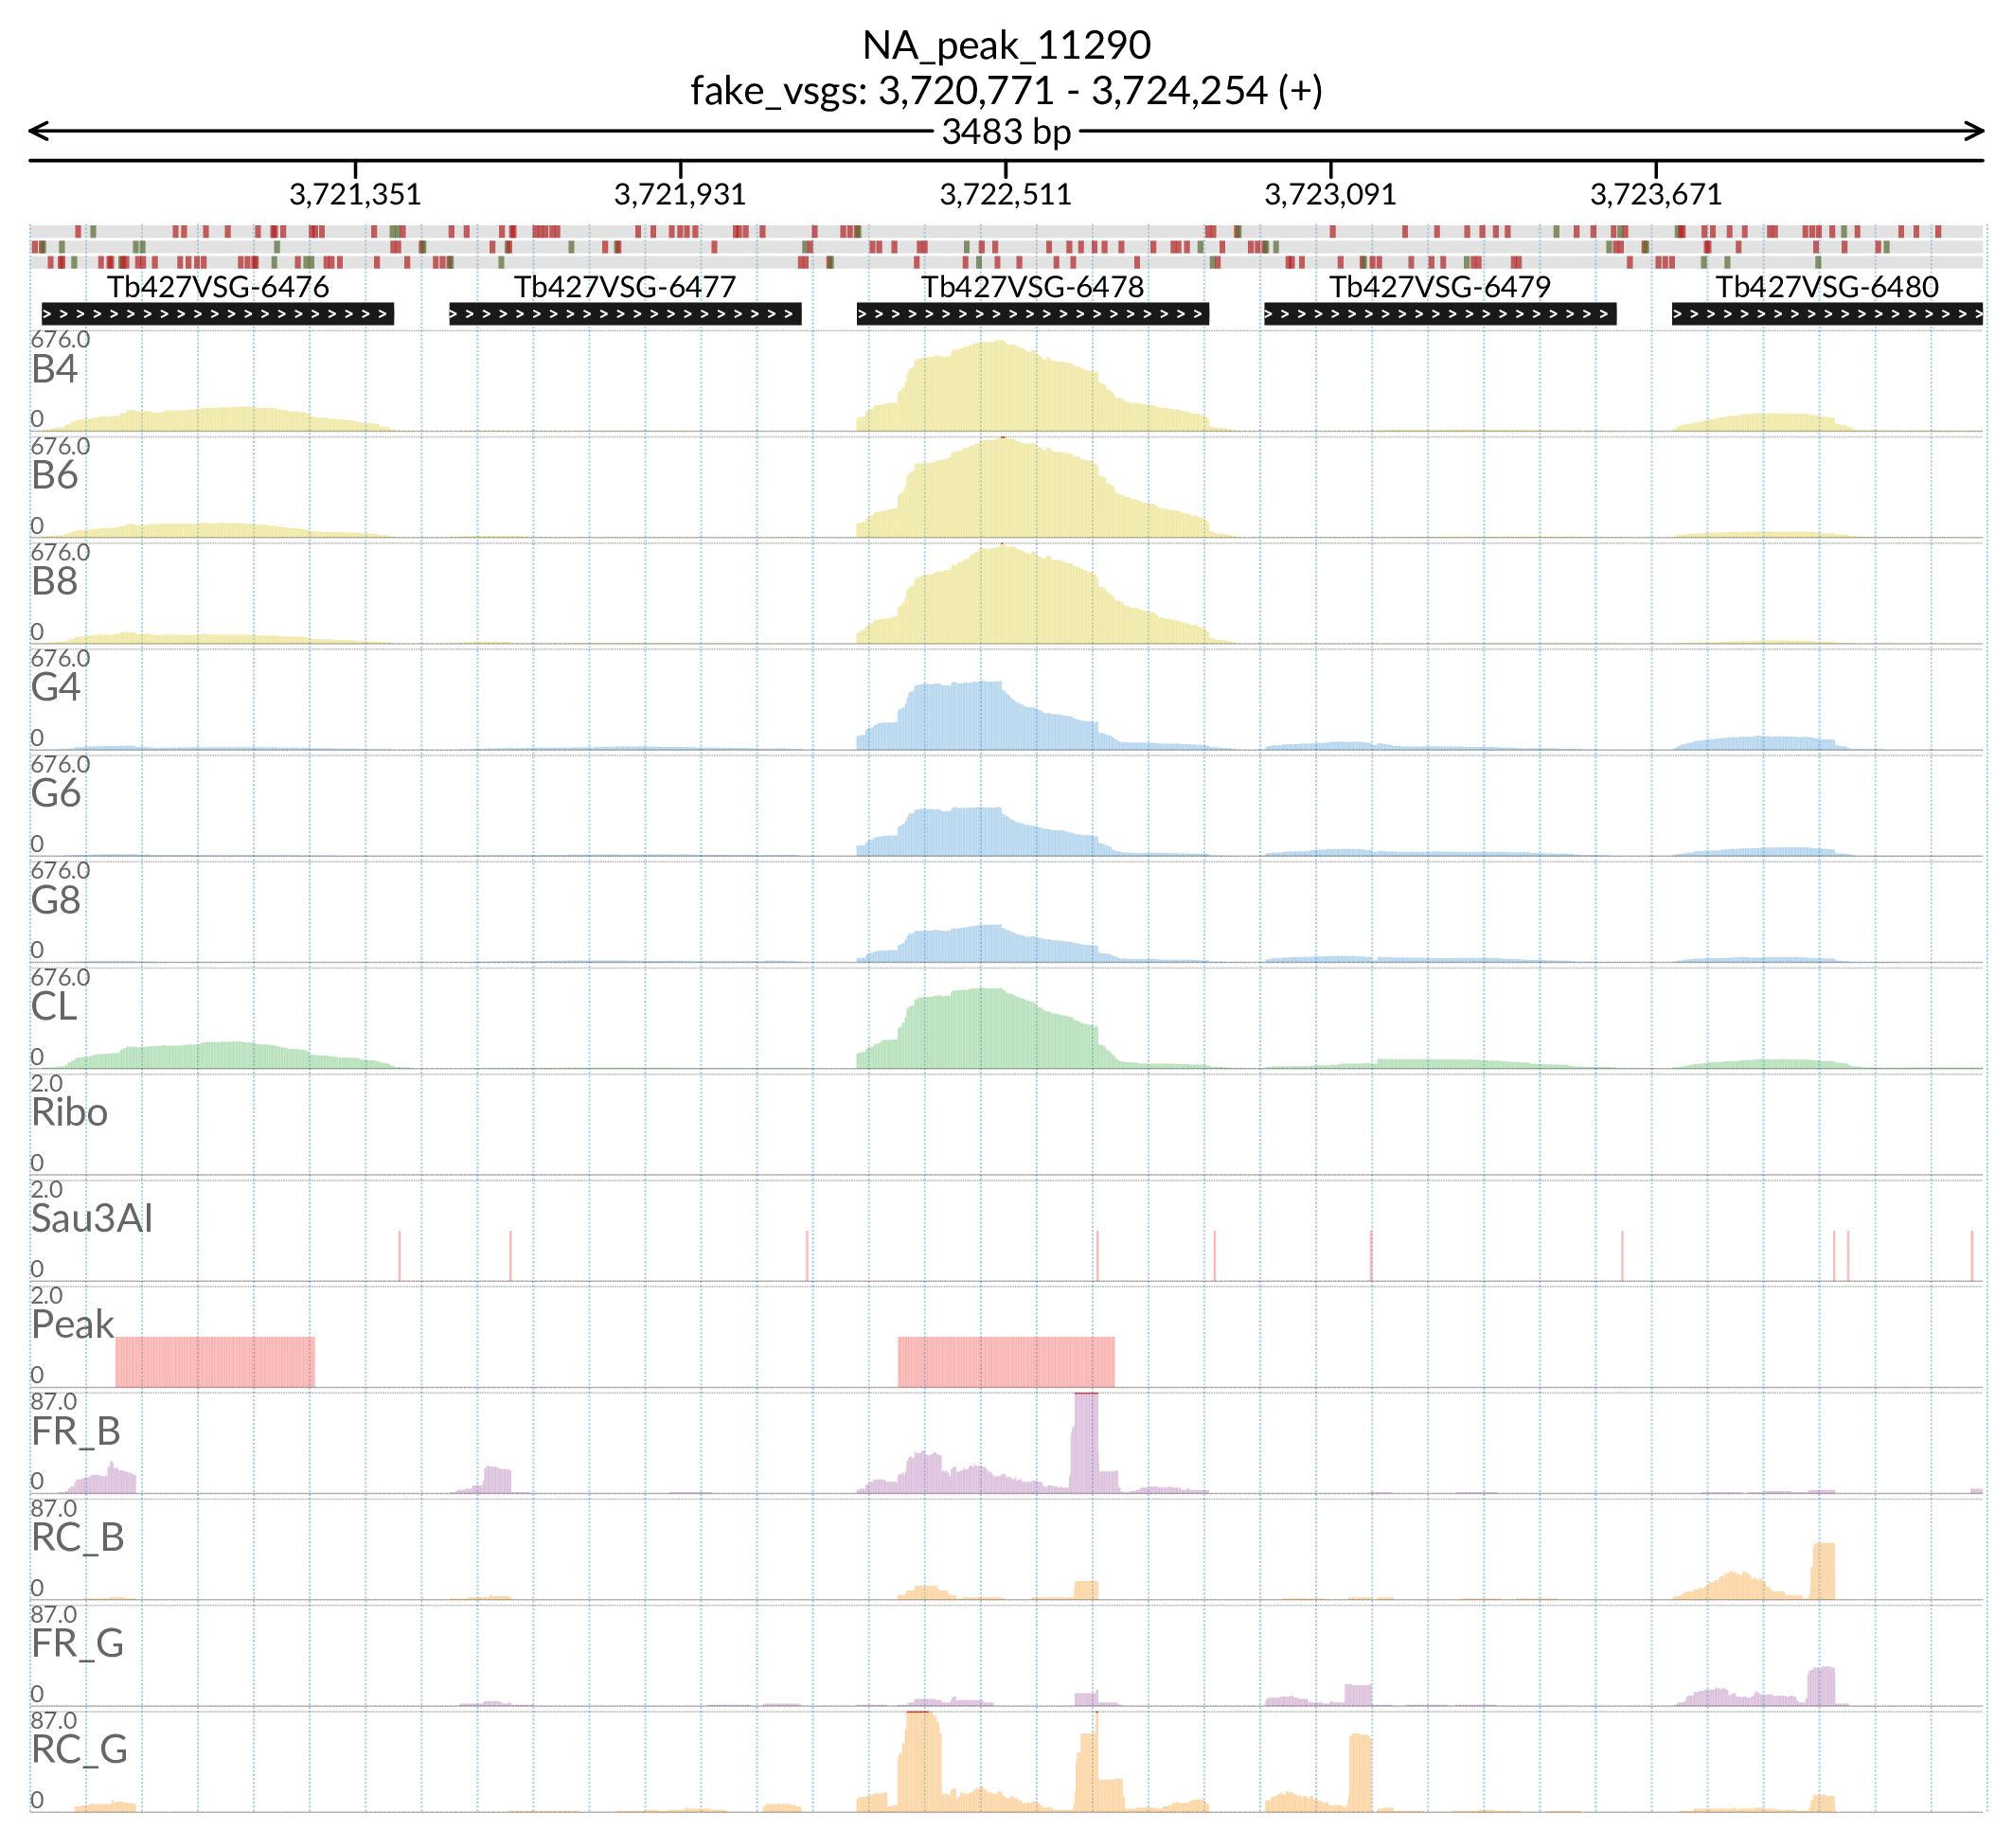 NA_peak_11290
fake_vsgs: 3,720,771 - 3,724,254 (+)
3483 bp
3,721,351 3,721,931 3,722,511 3,723,091 3,723,671
Tb427VSG-6476 Tb427VSG-6477 Tb427VSG-6478 Tb427VSG-6479 Tb427VSG-6480
676.0
B4
0
676.0
B6
0
676.0
B8
0
676.0
G4
0
676.0
G6
0
676.0
G8
0
676.0
CL
0
2.0
Ribo
0
2.0
Sau3AI
0
2.0
Peak
0
87.0
FR_B
0
87.0
RC_B
0
87.0
FR_G
0
87.0
RC_G
0